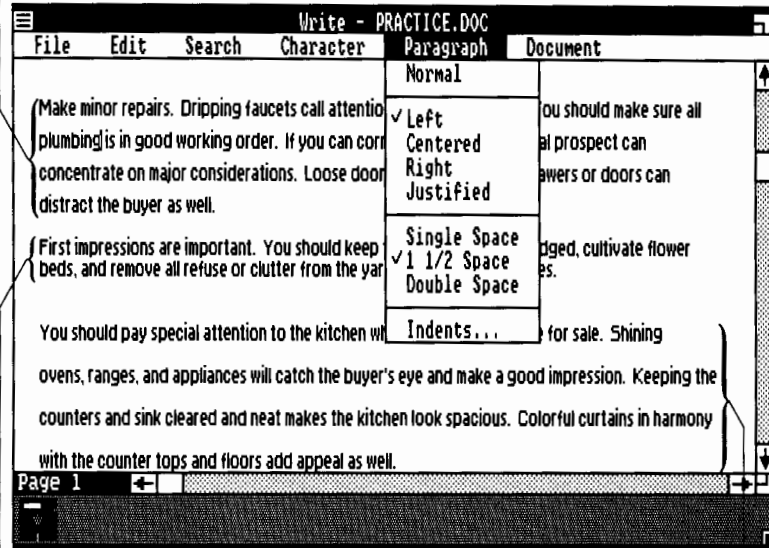 Write - PRACTICE.DOC
File Edit Search Character Paragraph Document
Normal
✓ Left
Centered
Right
Justified
Single Space
✓ 1 1/2 Space
Double Space
Indents...
Make minor repairs. Dripping faucets call attentio ou should make sure all
plumbing is in good working order. If you can corr al prospect can
concentrate on major considerations. Loose door awers or doors can
distract the buyer as well.
First impressions are important. You should keep dged, cultivate flower
beds, and remove all refuse or clutter from the yar es.
You should pay special attention to the kitchen wh for sale. Shining
ovens, ranges, and appliances will catch the buyer's eye and make a good impression. Keeping the
counters and sink cleared and neat makes the kitchen look spacious. Colorful curtains in harmony
with the counter tops and floors add appeal as well.
Page 1